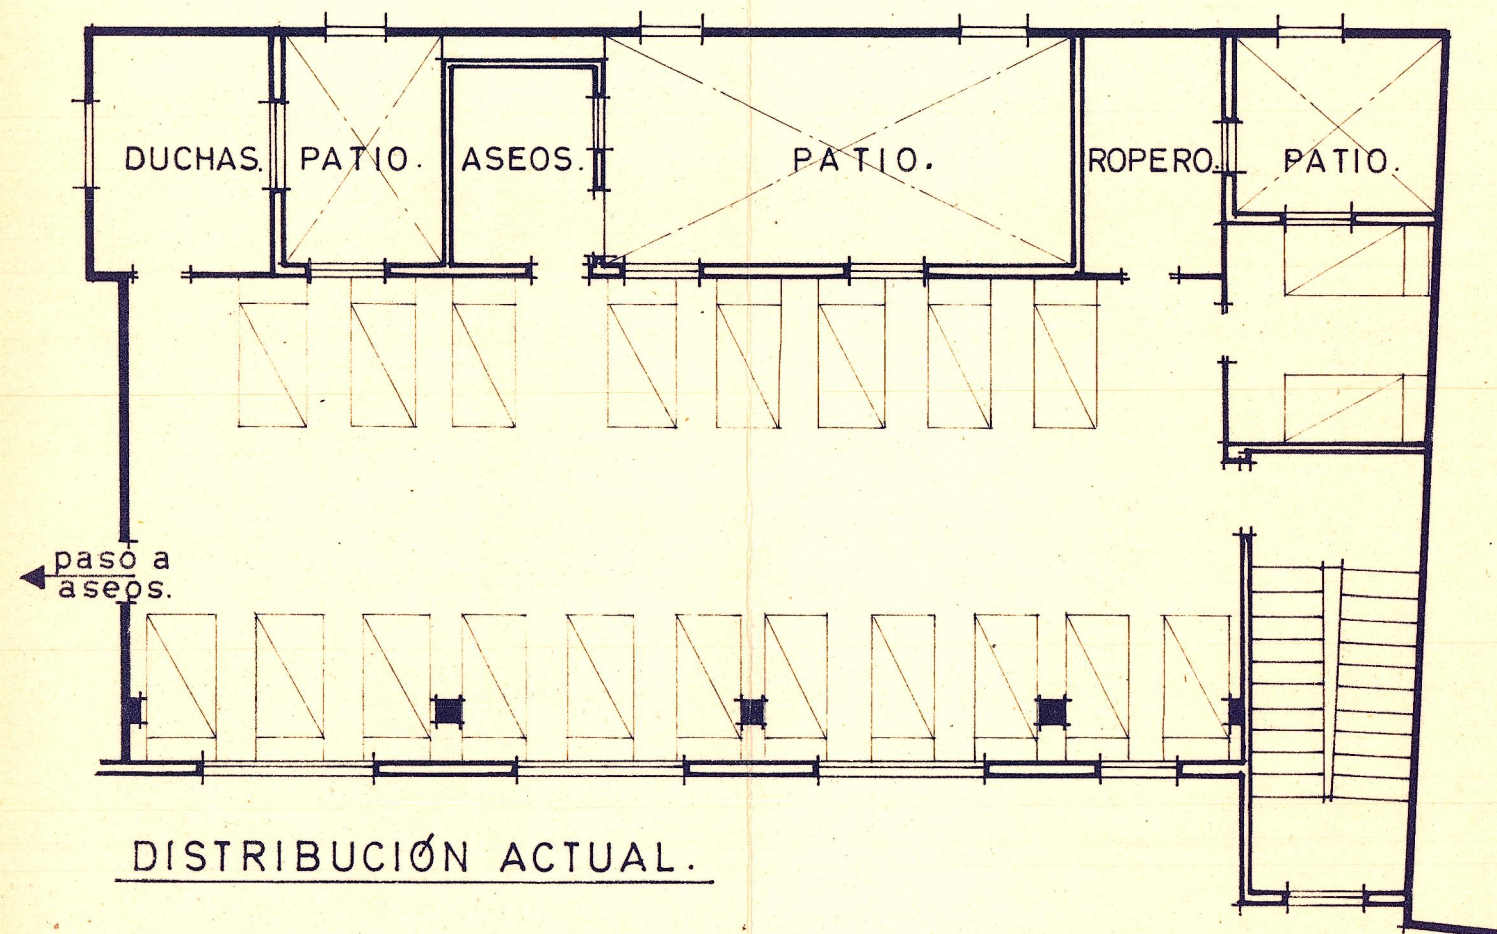 DUCHAS.
PATIO.
ASEOS.
PATIO.
ROPERO.
PATIO.
paso a
aseos.
DISTRIBUCIÓN ACTUAL.